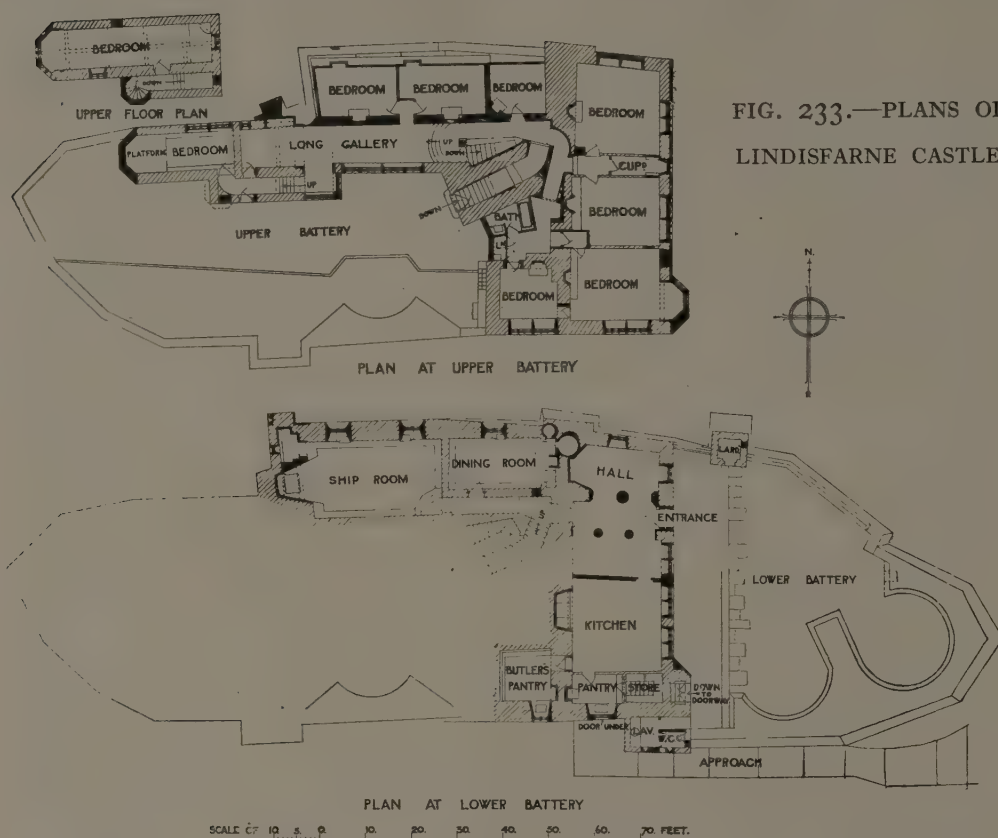 FIG. 233.—PLANS OF
LINDISFARNE CASTLE
BEDROOM
DOWN
UPPER FLOOR PLAN
BEDROOM
BEDROOM
BEDROOM
BEDROOM
PLATFORM
BEDROOM
LONG GALLERY
UP
DOWN
UP
CUPD
DOWN
BATH
BEDROOM
UPPER BATTERY
BEDROOM
BEDROOM
PLAN AT UPPER BATTERY
N.
SHIP ROOM
DINING ROOM
HALL
LARD
ENTRANCE
LOWER BATTERY
KITCHEN
BUTLERS
PANTRY
PANTRY
STORE
DOWN
TO
DOORWAY
DOOR UNDER
LAV.
W.C.
APPROACH
PLAN AT LOWER BATTERY
SCALE OF 10. 5. 0. 10. 20. 30. 40. 50. 60. 70. FEET.